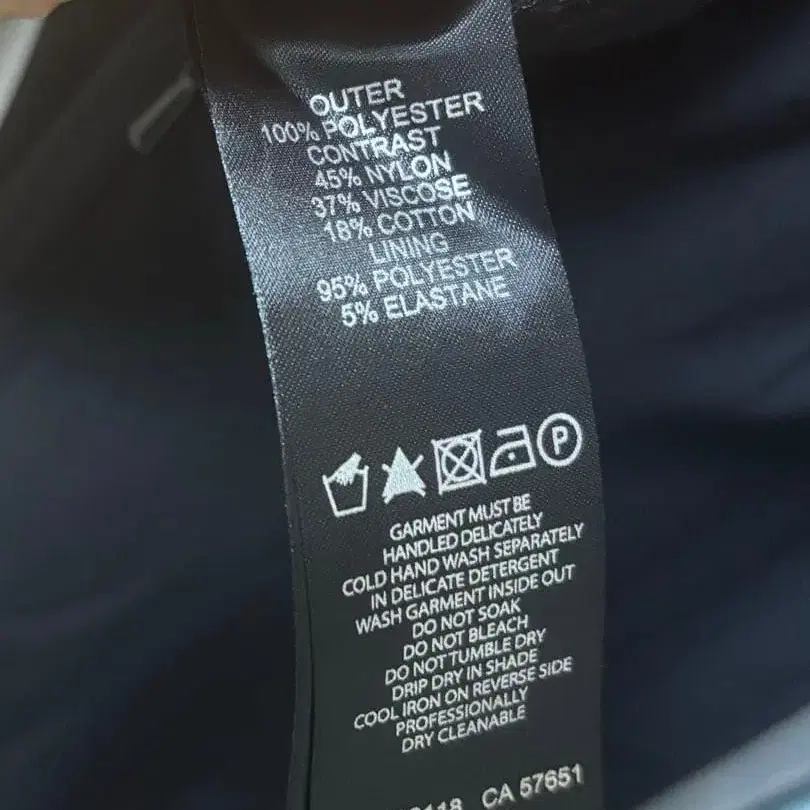 OUTER
100% POLYESTER
CONTRAST
45% NYLON
37% VISCOSE
18% COTTON
LINING
95% POLYESTER
5% ELASTANE
P
GARMENT MUST BE
HANDLED DELICATELY
COLD HAND WASH SEPARATELY
IN DELICATE DETERGENT
WASH GARMENT INSIDE OUT
DO NOT SOAK
DO NOT BLEACH
DO NOT TUMBLE DRY
DRIP DRY IN SHADE
COOL IRON ON REVERSE SIDE
PROFESSIONALLY
DRY CLEANABLE
CA 57651